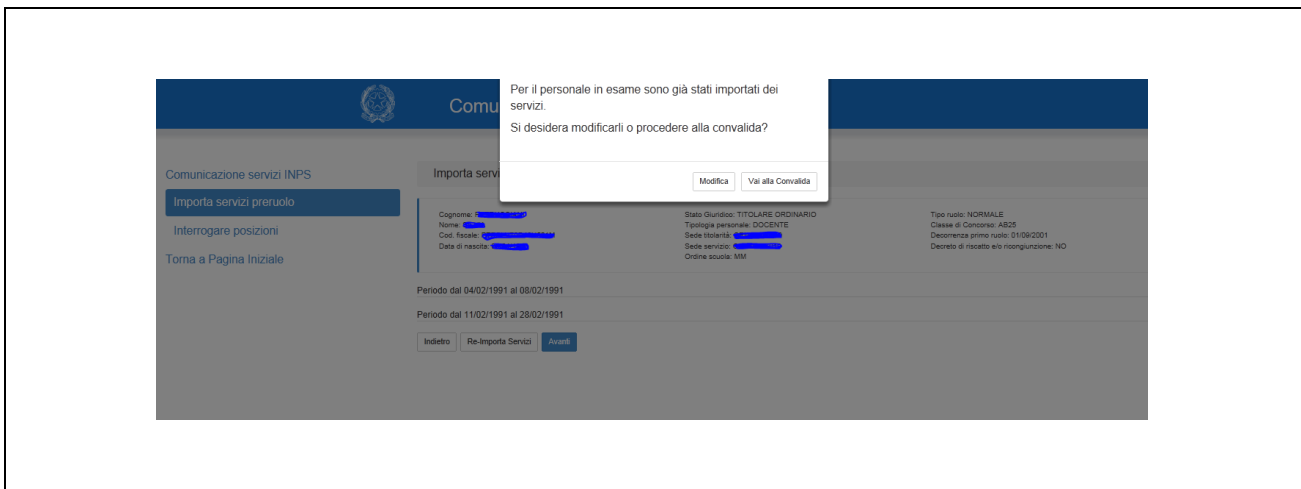 Comu
Per il personale in esame sono già stati importati dei
servizi.
Si desidera modificarli o procedere alla convalida?
Modifica
Vai alla Convalida
Comunicazione servizi INPS
Importa servizi preruolo
Interrogare posizioni
Torna a Pagina Iniziale
Importa servi
Cognome:
Nome:
Cod. fiscale:
Data di nascita:
Stato Giuridico: TITOLARE ORDINARIO
Tipologia personale: DOCENTE
Sede titolarità:
Sede servizio:
Ordine scuola: MM
Tipo ruolo: NORMALE
Classe di Concorso: AB25
Decorrenza primo ruolo: 01/09/2001
Decreto di riscatto e/o ricongiunzione: NO
Periodo dal 04/02/1991 al 08/02/1991
Periodo dal 11/02/1991 al 28/02/1991
Indietro
Re-Importa Servizi
Avanti